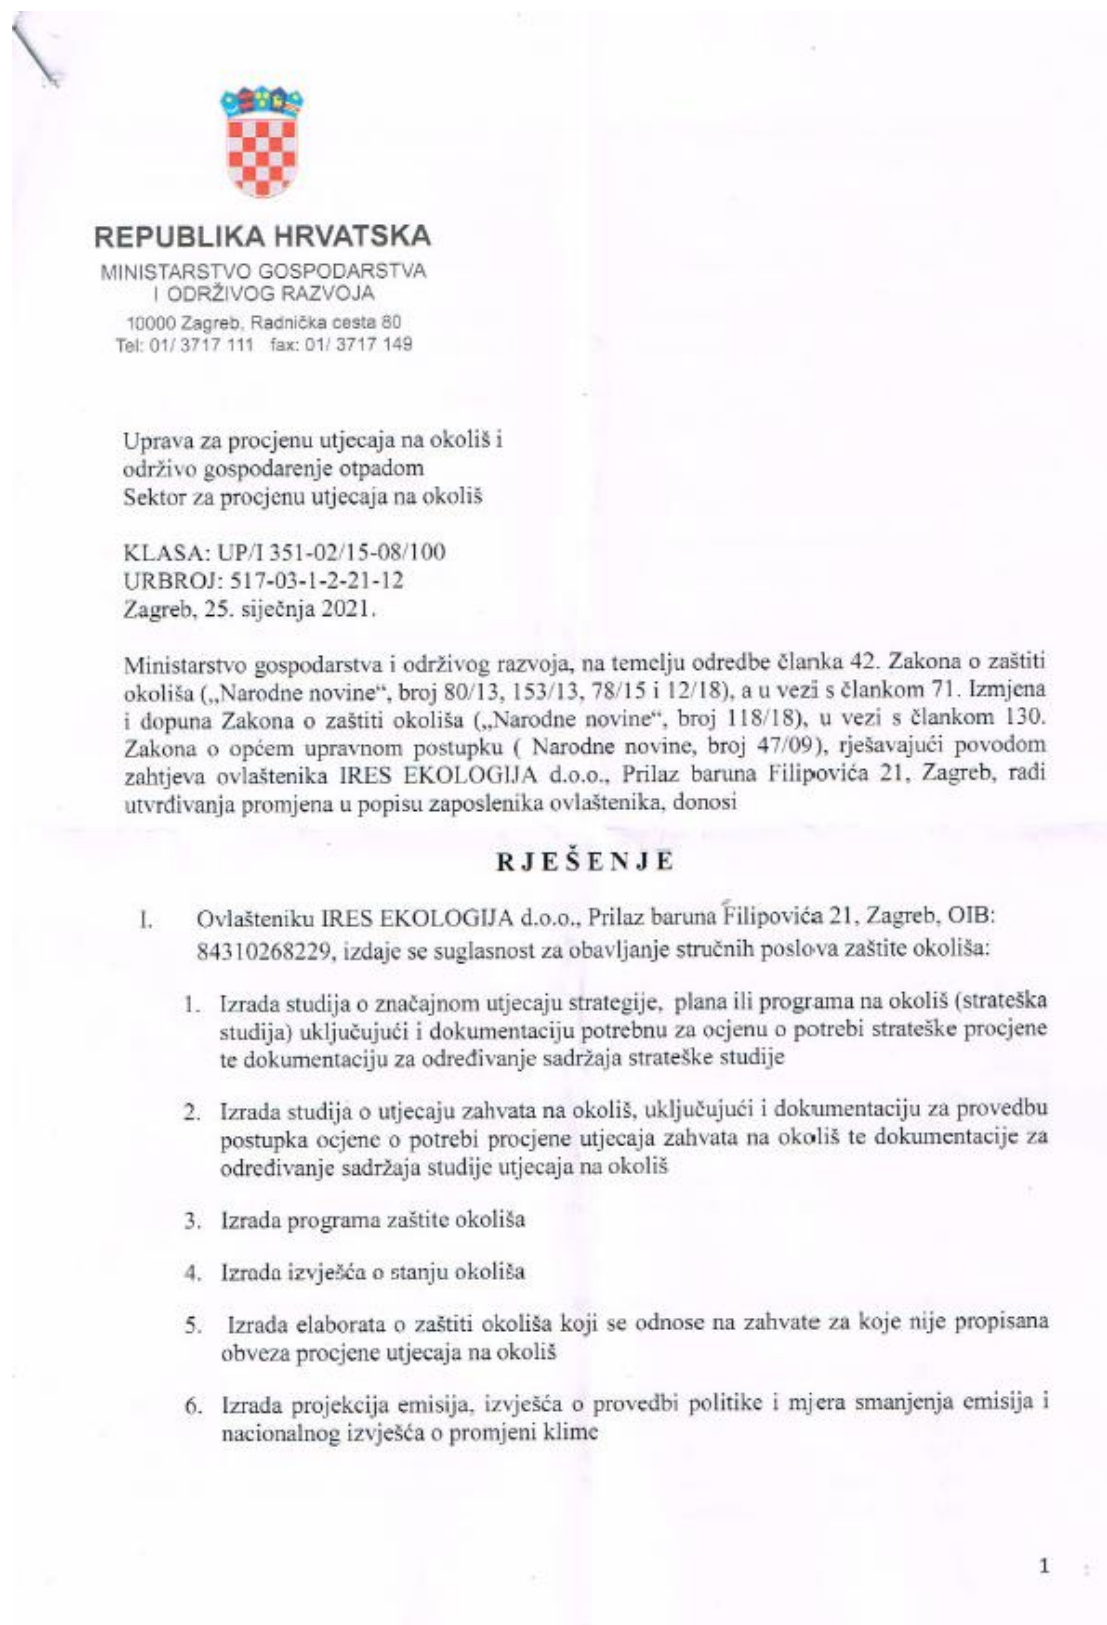 REPUBLIKA HRVATSKA
MINISTARSTVO GOSPODARSTVA
I ODRŽIVOG RAZVOJA
10000 Zagreb, Radnička cesta 80
Tel: 01/ 3717 111 fax: 01/ 3717 149
Uprava za procjenu utjecaja na okoliš i
održivo gospodarenje otpadom
Sektor za procjenu utjecaja na okoliš
KLASA: UP/I 351-02/15-08/100
URBROJ: 517-03-1-2-21-12
Zagreb, 25. siječnja 2021.
Ministarstvo gospodarstva i održivog razvoja, na temelju odredbe članka 42. Zakona o zaštiti
okoliša („Narodne novine“, broj 80/13, 153/13, 78/15 i 12/18), a u vezi s člankom 71. Izmjena
i dopuna Zakona o zaštiti okoliša („Narodne novine“, broj 118/18), u vezi s člankom 130.
Zakona o općem upravnom postupku ( Narodne novine, broj 47/09), rješavajući povodom
zahtjeva ovlaštenika IRES EKOLOGIJA d.o.o., Prilaz baruna Filipovića 21, Zagreb, radi
utvrđivanja promjena u popisu zaposlenika ovlaštenika, donosi
RJEŠENJE
I. Ovlašteniku IRES EKOLOGIJA d.o.o., Prilaz baruna Filipovića 21, Zagreb, OIB:
84310268229, izdaje se suglasnost za obavljanje stručnih poslova zaštite okoliša:
1. Izrada studija o značajnom utjecaju strategije, plana ili programa na okoliš (strateška
studija) uključujući i dokumentaciju potrebnu za ocjenu o potrebi strateške procjene
te dokumentaciju za određivanje sadržaja strateške studije
2. Izrada studija o utjecaju zahvata na okoliš, uključujući i dokumentaciju za provedbu
postupka ocjene o potrebi procjene utjecaja zahvata na okoliš te dokumentacije za
određivanje sadržaja studije utjecaja na okoliš
3. Izrada programa zaštite okoliša
4. Izrada izvješća o stanju okoliša
5. Izrada elaborata o zaštiti okoliša koji se odnose na zahvate za koje nije propisana
obveza procjene utjecaja na okoliš
6. Izrada projekcija emisija, izvješća o provedbi politike i mjera smanjenja emisija i
nacionalnog izvješća o promjeni klime
1